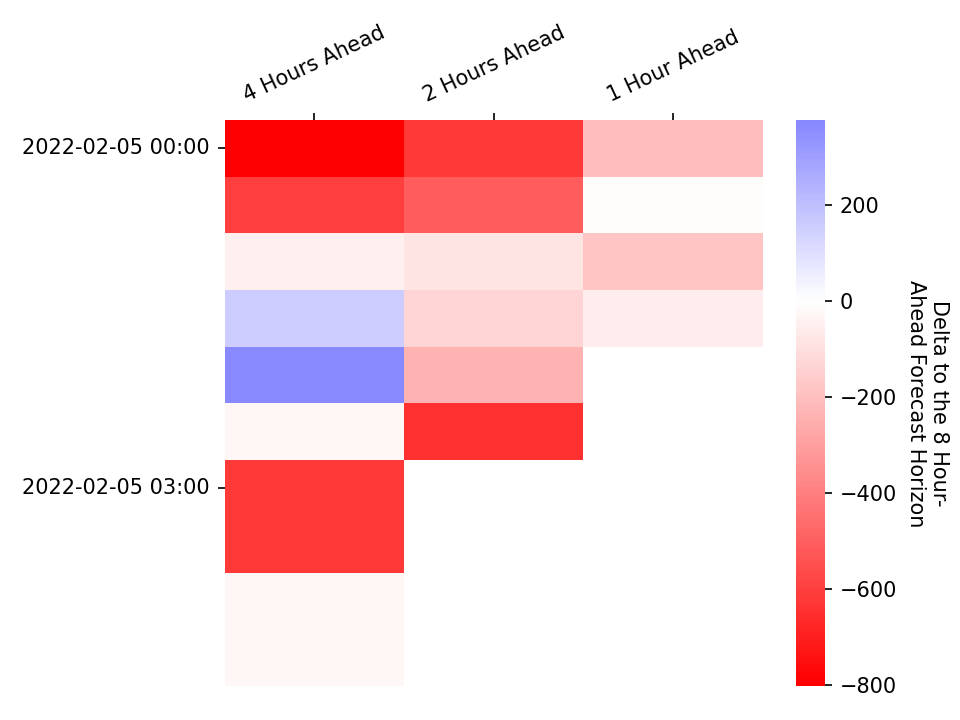 4 Hours Ahead
2 Hours Ahead
1 Hour Ahead
2022-02-05 00:00
2022-02-05 03:00
200
0
−200
−400
−600
−800
Delta to the 8 Hour-
Ahead Forecast Horizon